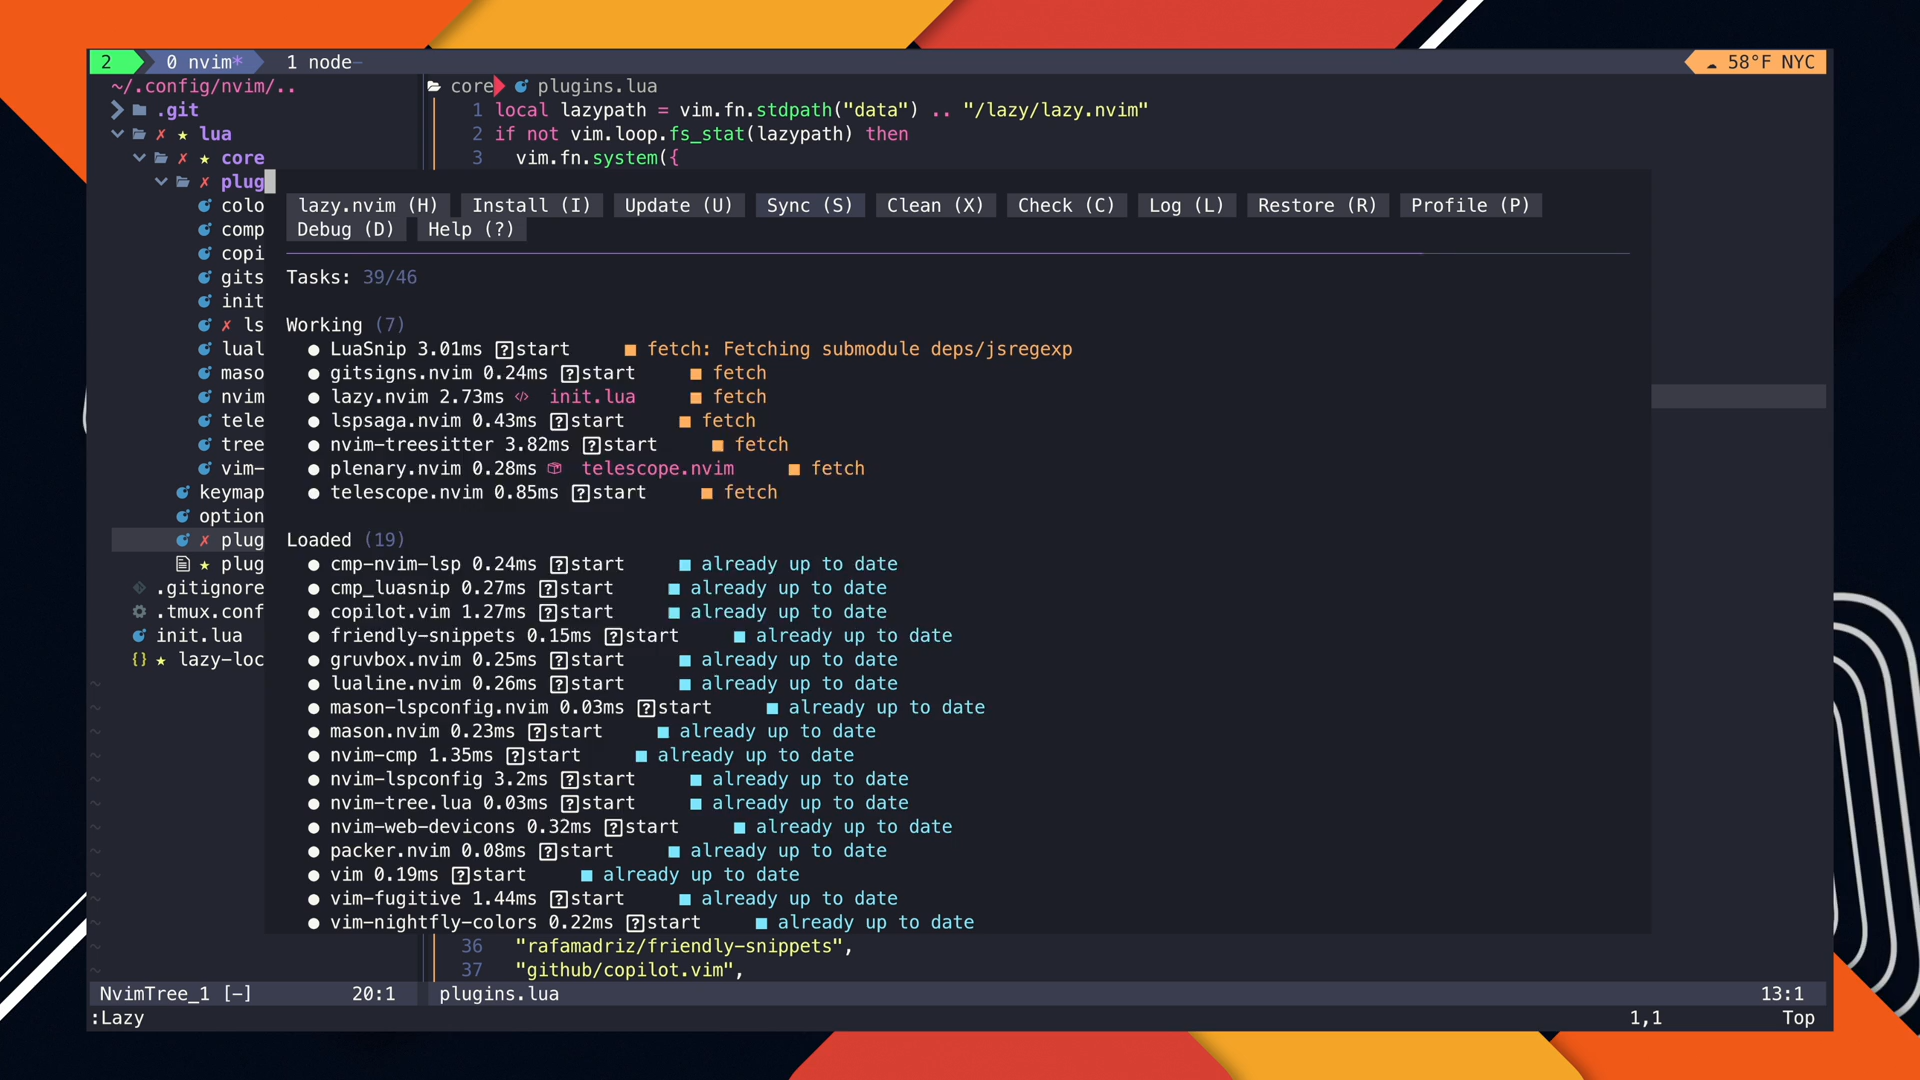 2 0 nvim* 1 node- 58°F NYC
~/.config/nvim/.. core plugins.lua
.git 1 local lazypath = vim.fn.stdpath("data") .. "/lazy/lazy.nvim"
✗ ★ lua 2 if not vim.loop.fs_stat(lazypath) then
✗ ★ core 3 vim.fn.system({
✗ plug
colo lazy.nvim (H) Install (I) Update (U) Sync (S) Clean (X) Check (C) Log (L) Restore (R) Profile (P)
comp Debug (D) Help (?)
copi
gits Tasks: 39/46
init
✗ ls Working (7)
lual ● LuaSnip 3.01ms ?start ■ fetch: Fetching submodule deps/jsregexp
maso ● gitsigns.nvim 0.24ms ?start ■ fetch
nvim ● lazy.nvim 2.73ms </> init.lua ■ fetch
tele ● lspsaga.nvim 0.43ms ?start ■ fetch
tree ● nvim-treesitter 3.82ms ?start ■ fetch
vim- ● plenary.nvim 0.28ms telescope.nvim ■ fetch
keymap ● telescope.nvim 0.85ms ?start ■ fetch
option
✗ plug Loaded (19)
★ plug ● cmp-nvim-lsp 0.24ms ?start ■ already up to date
.gitignore ● cmp_luasnip 0.27ms ?start ■ already up to date
.tmux.conf ● copilot.vim 1.27ms ?start ■ already up to date
init.lua ● friendly-snippets 0.15ms ?start ■ already up to date
{} ★ lazy-loc ● gruvbox.nvim 0.25ms ?start ■ already up to date
~ ● lualine.nvim 0.26ms ?start ■ already up to date
~ ● mason-lspconfig.nvim 0.03ms ?start ■ already up to date
~ ● mason.nvim 0.23ms ?start ■ already up to date
~ ● nvim-cmp 1.35ms ?start ■ already up to date
~ ● nvim-lspconfig 3.2ms ?start ■ already up to date
~ ● nvim-tree.lua 0.03ms ?start ■ already up to date
~ ● nvim-web-devicons 0.32ms ?start ■ already up to date
~ ● packer.nvim 0.08ms ?start ■ already up to date
~ ● vim 0.19ms ?start ■ already up to date
~ ● vim-fugitive 1.44ms ?start ■ already up to date
~ ● vim-nightfly-colors 0.22ms ?start ■ already up to date
~ 36 "rafamadriz/friendly-snippets",
~ 37 "github/copilot.vim",
NvimTree_1 [-] 20:1 plugins.lua 13:1
:Lazy 1,1 Top